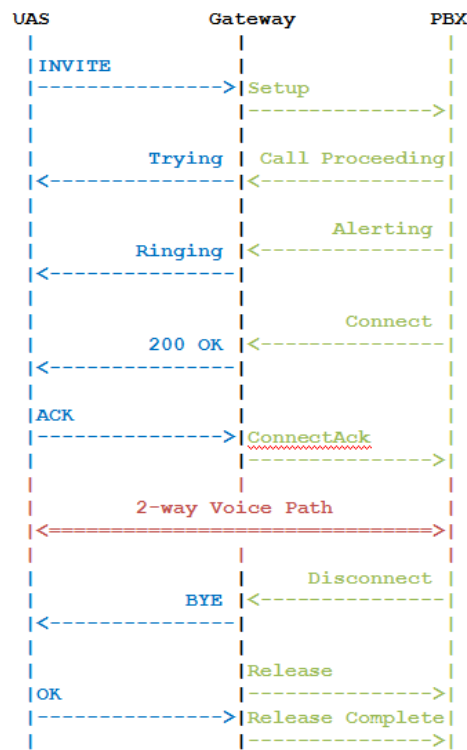 UAS Gateway PBX
INVITE
Setup
Trying Call Proceeding
Alerting
Ringing
Connect
200 OK
ACK
ConnectAck
2-way Voice Path
Disconnect
BYE
Release
OK
Release Complete